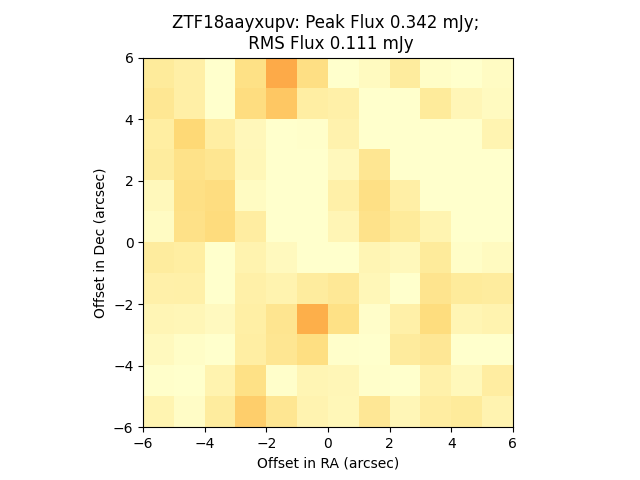 ZTF18aayxupv: Peak Flux 0.342 mJy;
RMS Flux 0.111 mJy
6
4
2
0
−2
−4
−6
Offset in Dec (arcsec)
−6 −4 −2 0 2 4 6
Offset in RA (arcsec)